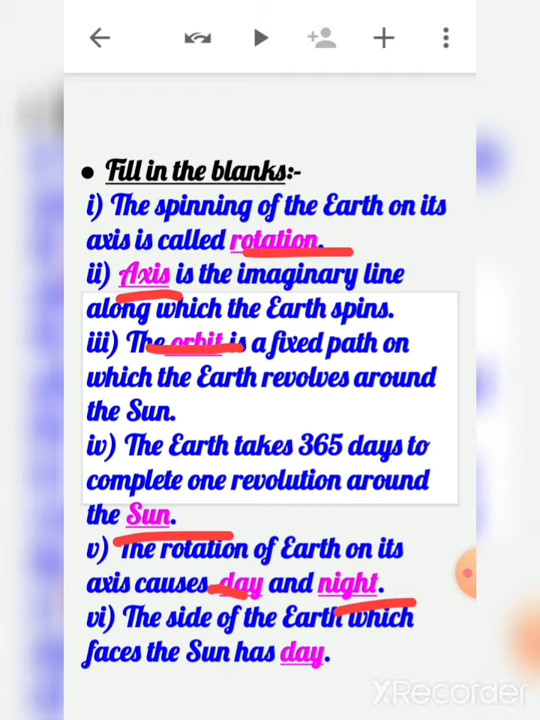 ● Fill in the blanks:-
i) The spinning of the Earth on its
axis is called rotation.
ii) Axis is the imaginary line
along which the Earth spins.
iii) The orbit is a fixed path on
which the Earth revolves around
the Sun.
iv) The Earth takes 365 days to
complete one revolution around
the Sun.
v) The rotation of Earth on its
axis causes day and night.
vi) The side of the Earth which
faces the Sun has day.
XRecorder